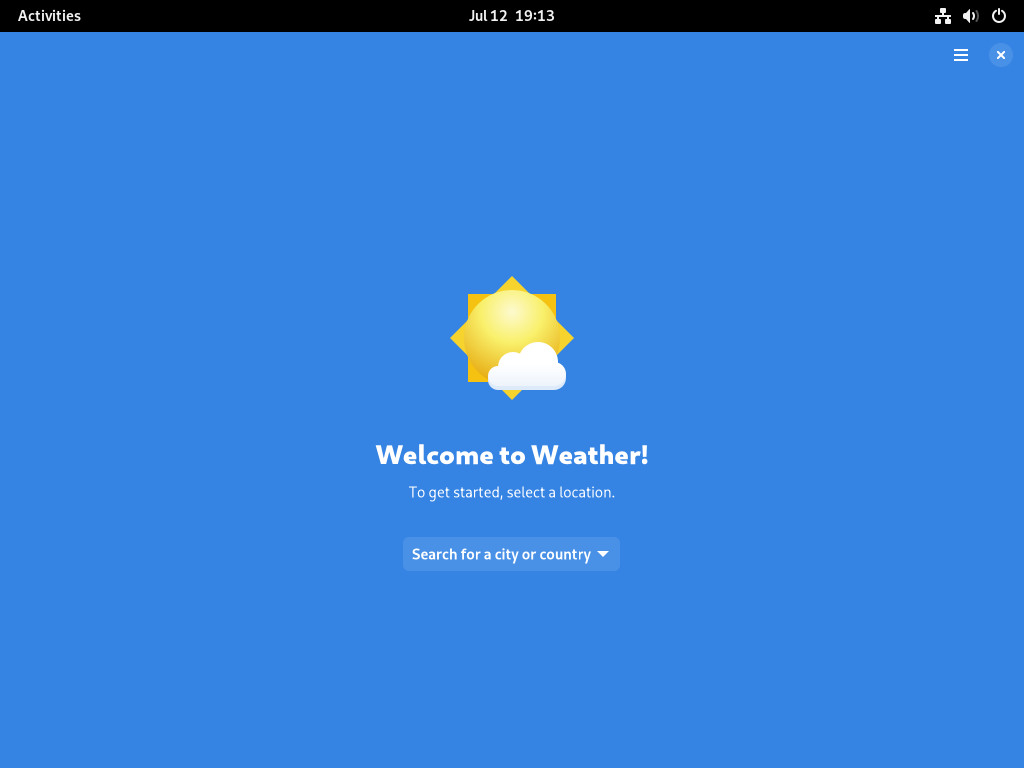 Activities
Jul 12 19:13
Welcome to Weather!
To get started, select a location.
Search for a city or country